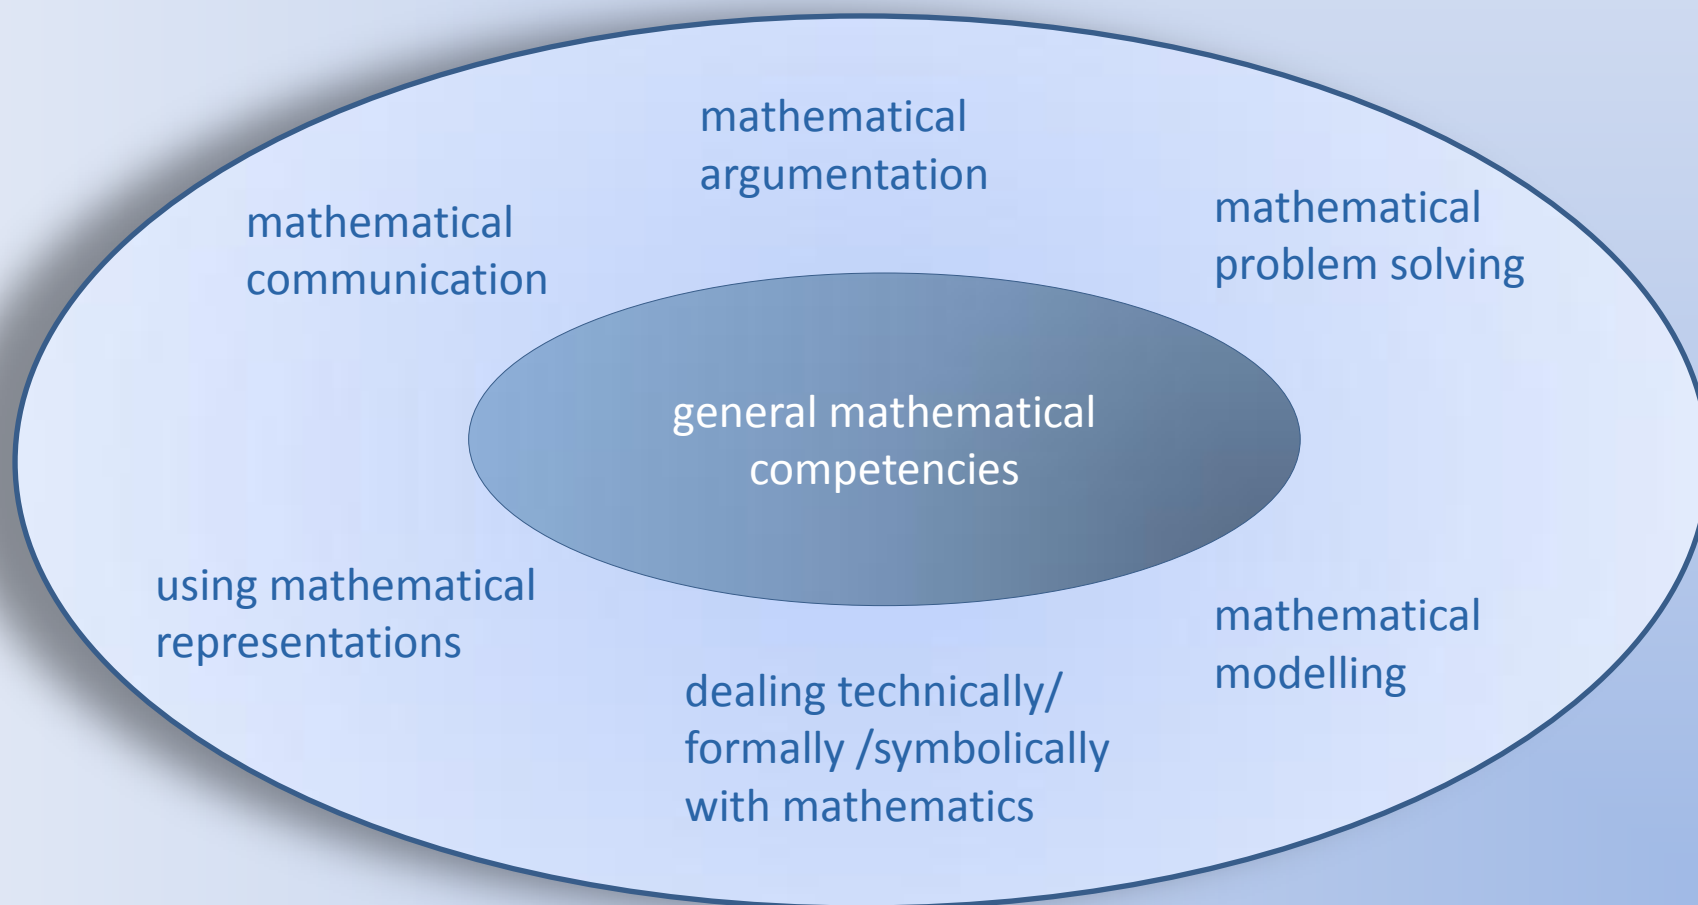 mathematical
argumentation
mathematical
communication
mathematical
problem solving
general mathematical
competencies
using mathematical
representations
mathematical
modelling
dealing technically/
formally /symbolically
with mathematics